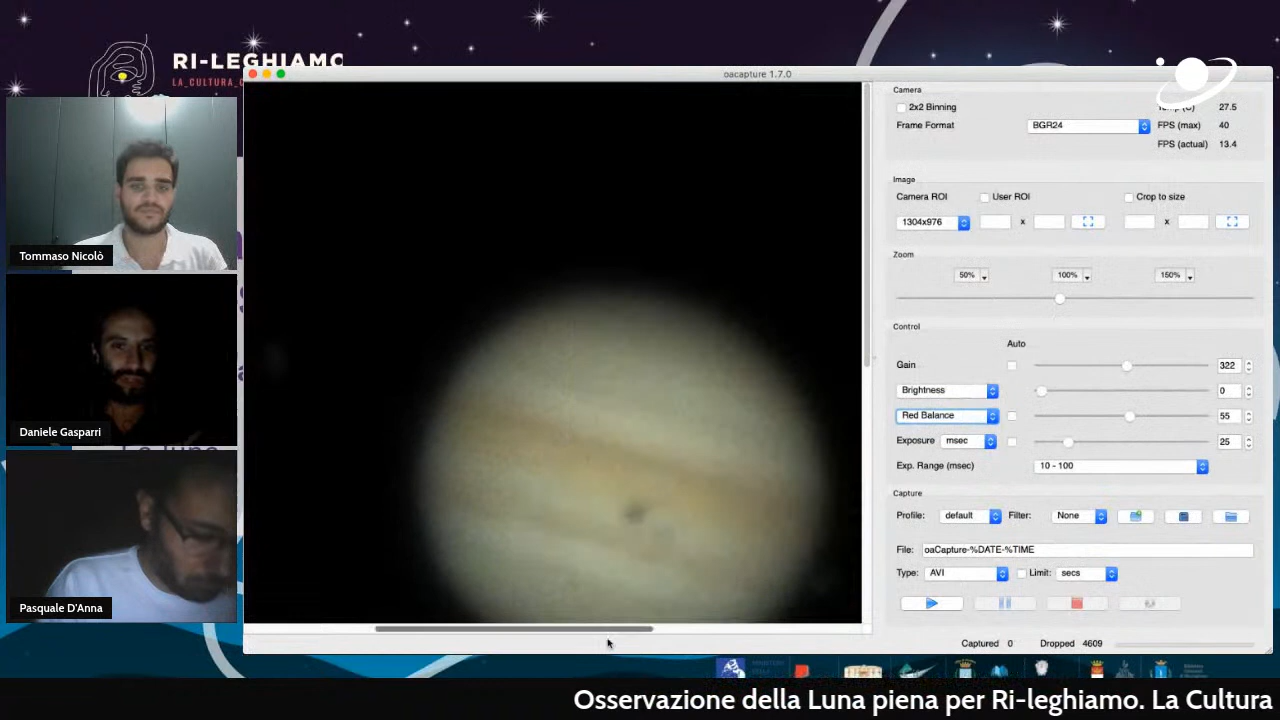 RI-LEGHIAMO
LA_CULTURA_C
Tommaso Nicolò
Daniele Gasparri
Pasquale D'Anna
oacapture 1.7.0
Camera
2x2 Binning
27.5
Frame Format
BGR24
FPS (max)
40
FPS (actual)
13.4
Image
Camera ROI
User ROI
Crop to size
1304x976
x
x
Zoom
50%
100%
150%
Control
Auto
Gain
322
Brightness
0
Red Balance
55
Exposure
msec
25
Exp. Range (msec)
10 - 100
Capture
Profile:
default
Filter:
None
File:
oaCapture-%DATE-%TIME
Type:
AVI
Limit:
secs
Captured 0
Dropped 4609
Osservazione della Luna piena per Ri-leghiamo. La Cultura